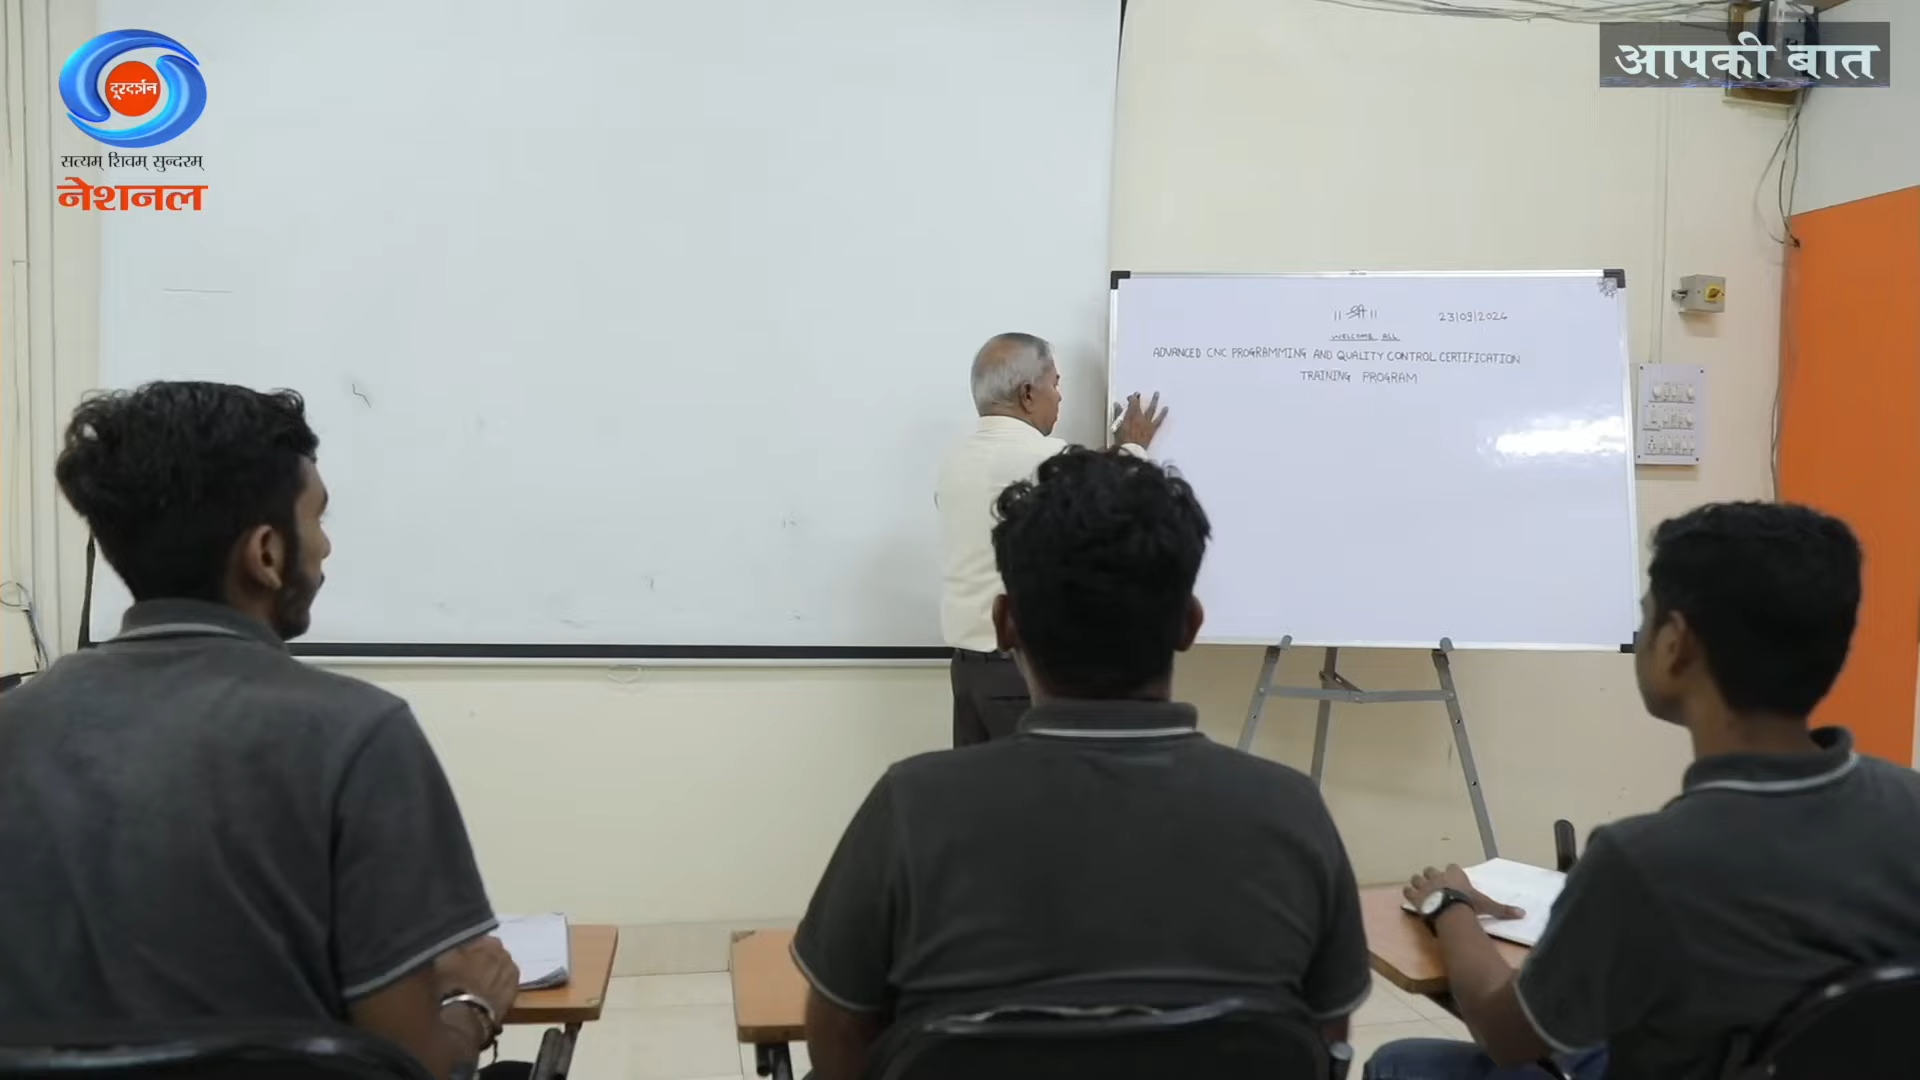 दूरदर्शन
सत्यम् शिवम् सुन्दरम्
नेशनल
आपकी बात
॥ श्री ॥
23/09/2024
WELCOME ALL
ADVANCED CNC PROGRAMMING AND QUALITY CONTROL CERTIFICATION
TRAINING PROGRAM